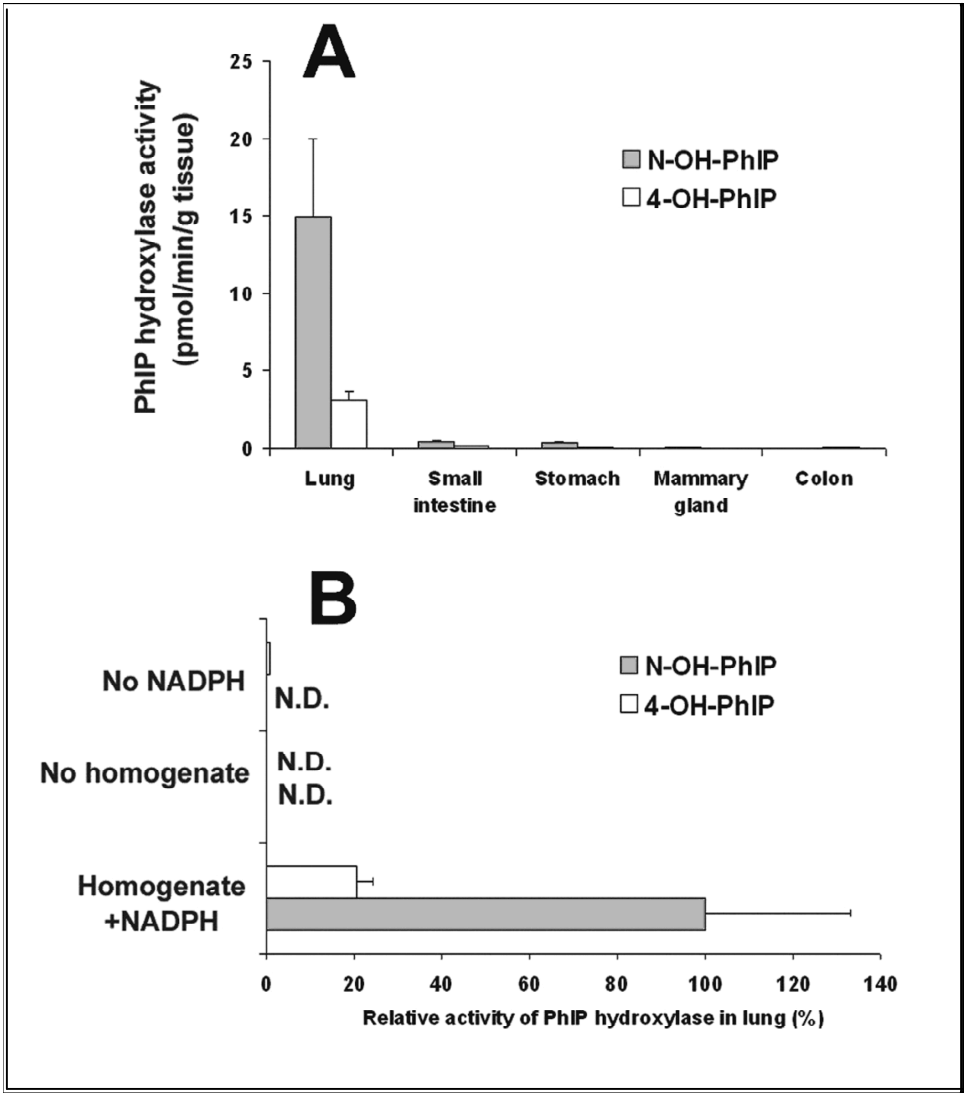 A
PhIP hydroxylase activity
(pmol/min/g tissue)
25
20
15
10
5
0
N-OH-PhIP
4-OH-PhIP
Lung
Small
intestine
Stomach
Mammary
gland
Colon
B
No NADPH
N.D.
No homogenate
N.D.
N.D.
Homogenate
+NADPH
N-OH-PhIP
4-OH-PhIP
0 20 40 60 80 100 120 140
Relative activity of PhIP hydroxylase in lung (%)